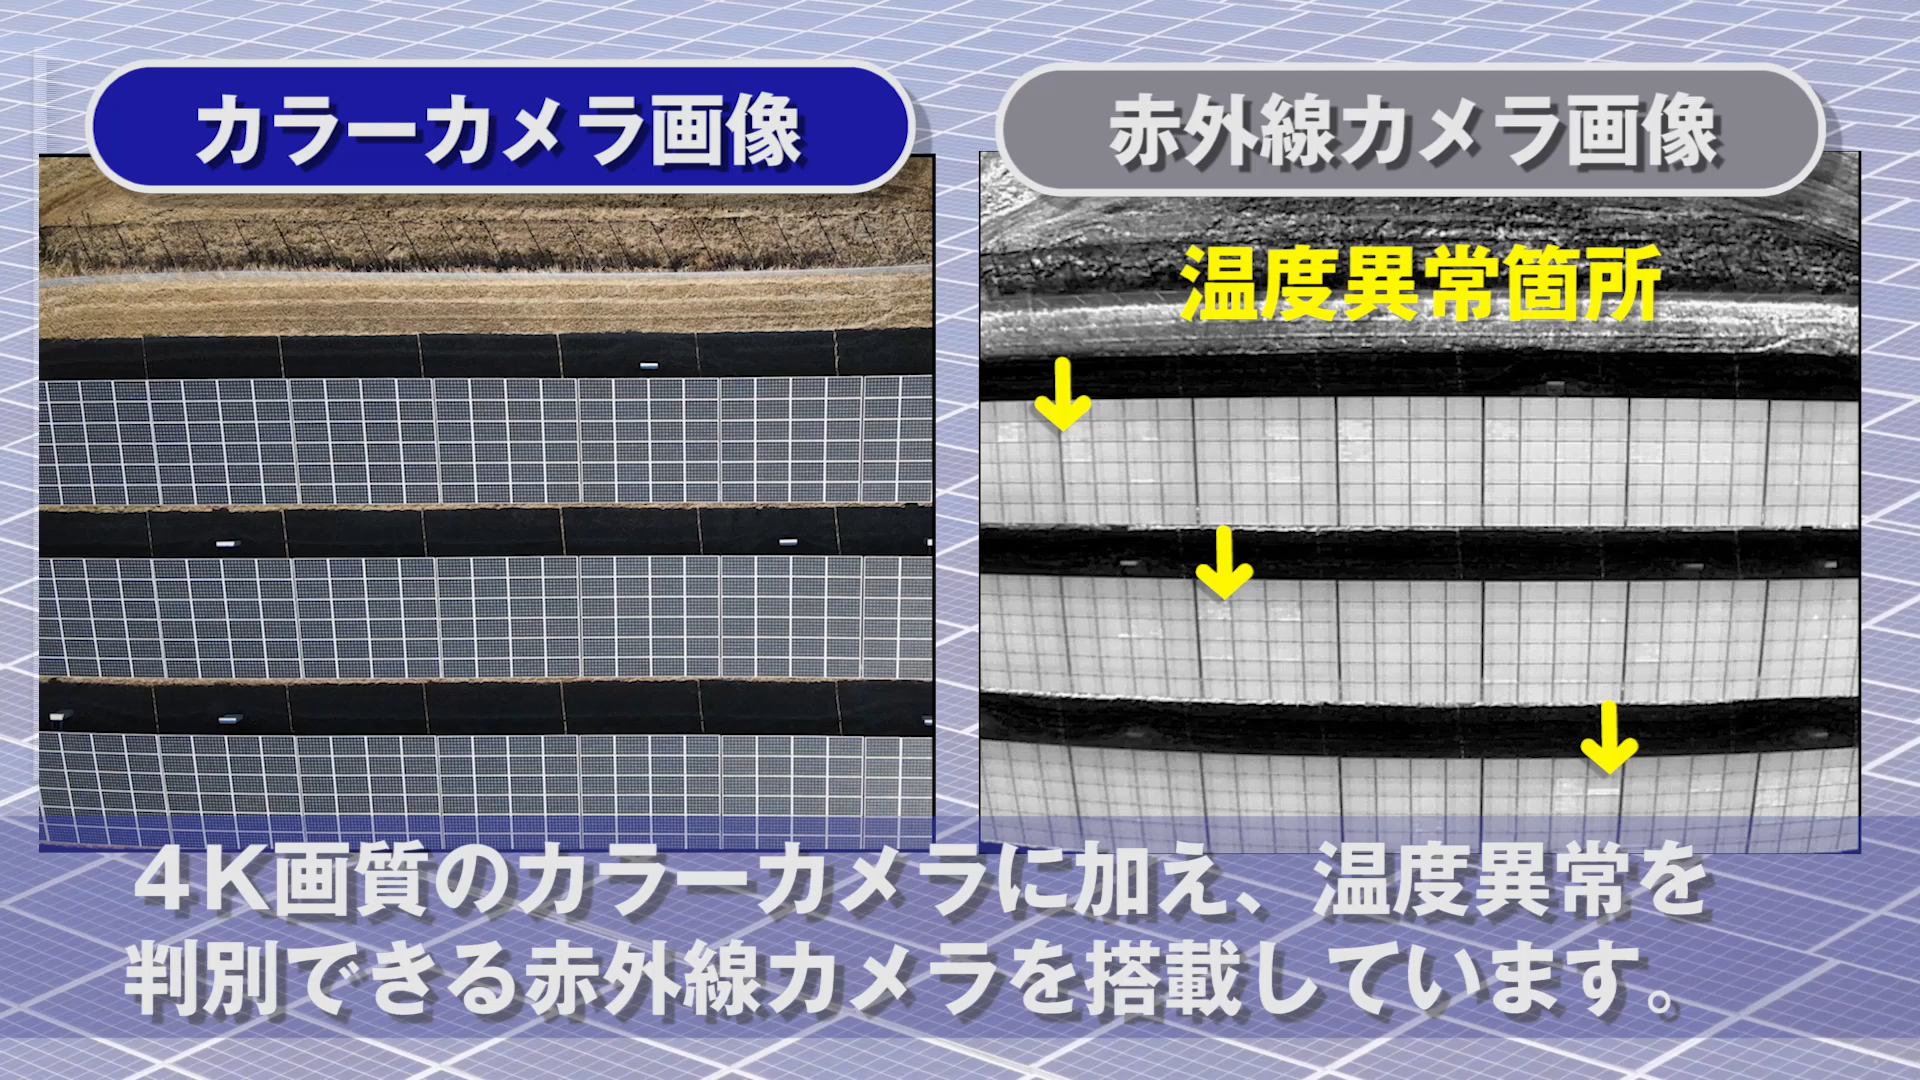 カラーカメラ画像
赤外線カメラ画像
温度異常箇所
4K画質のカラーカメラに加え、温度異常を
判別できる赤外線カメラを搭載しています。